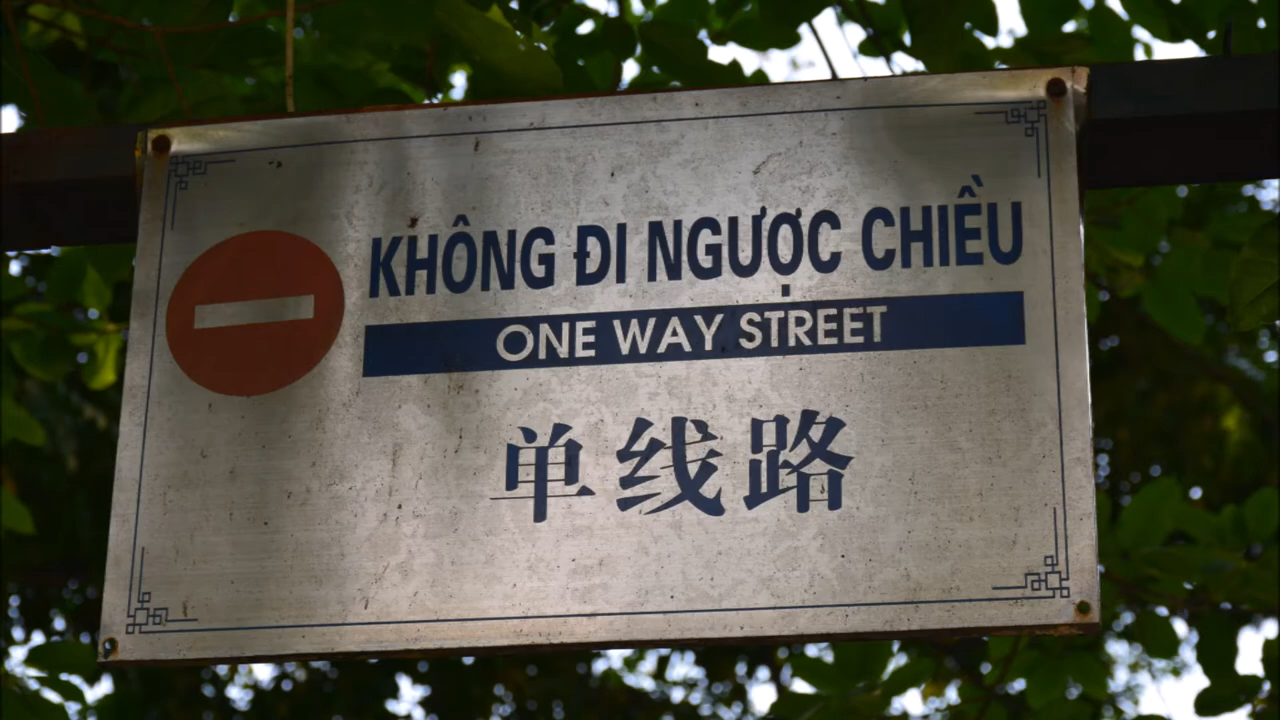 KHÔNG ĐI NGƯỢC CHIỀU
ONE WAY STREET
单线路